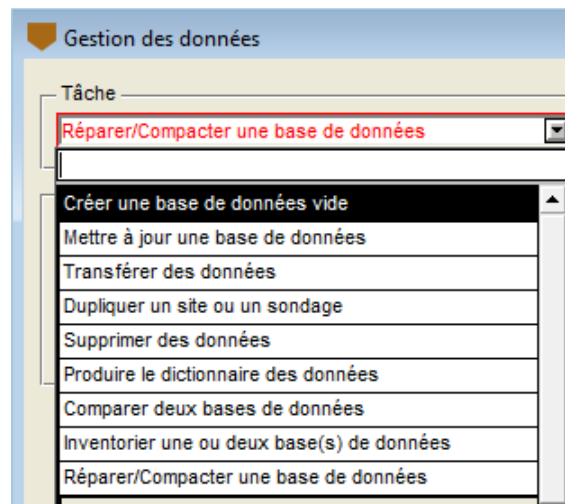 Gestion des données
Tâche
Réparer/Compacter une base de données
Créer une base de données vide
Mettre à jour une base de données
Transférer des données
Dupliquer un site ou un sondage
Supprimer des données
Produire le dictionnaire des données
Comparer deux bases de données
Inventorier une ou deux base(s) de données
Réparer/Compacter une base de données